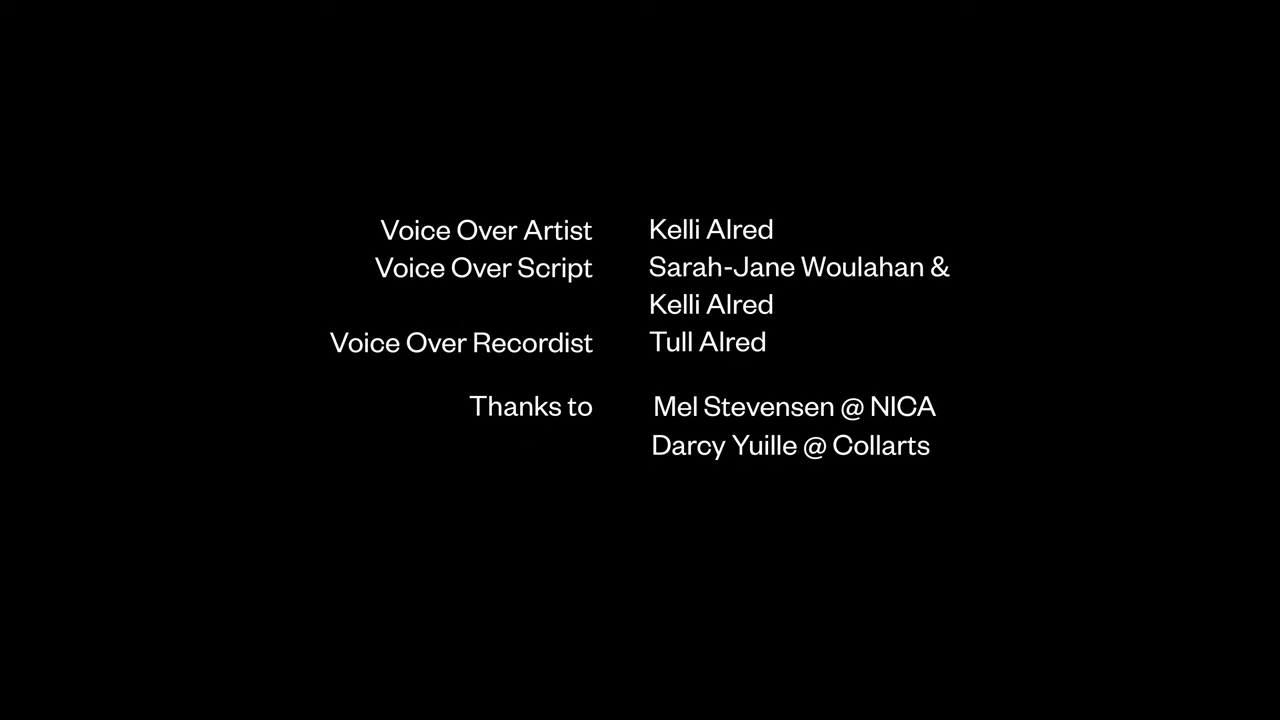 Voice Over Artist Kelli Alred
Voice Over Script Sarah-Jane Woulahan &
Kelli Alred
Voice Over Recordist Tull Alred
Thanks to Mel Stevensen @ NICA
Darcy Yuille @ Collarts